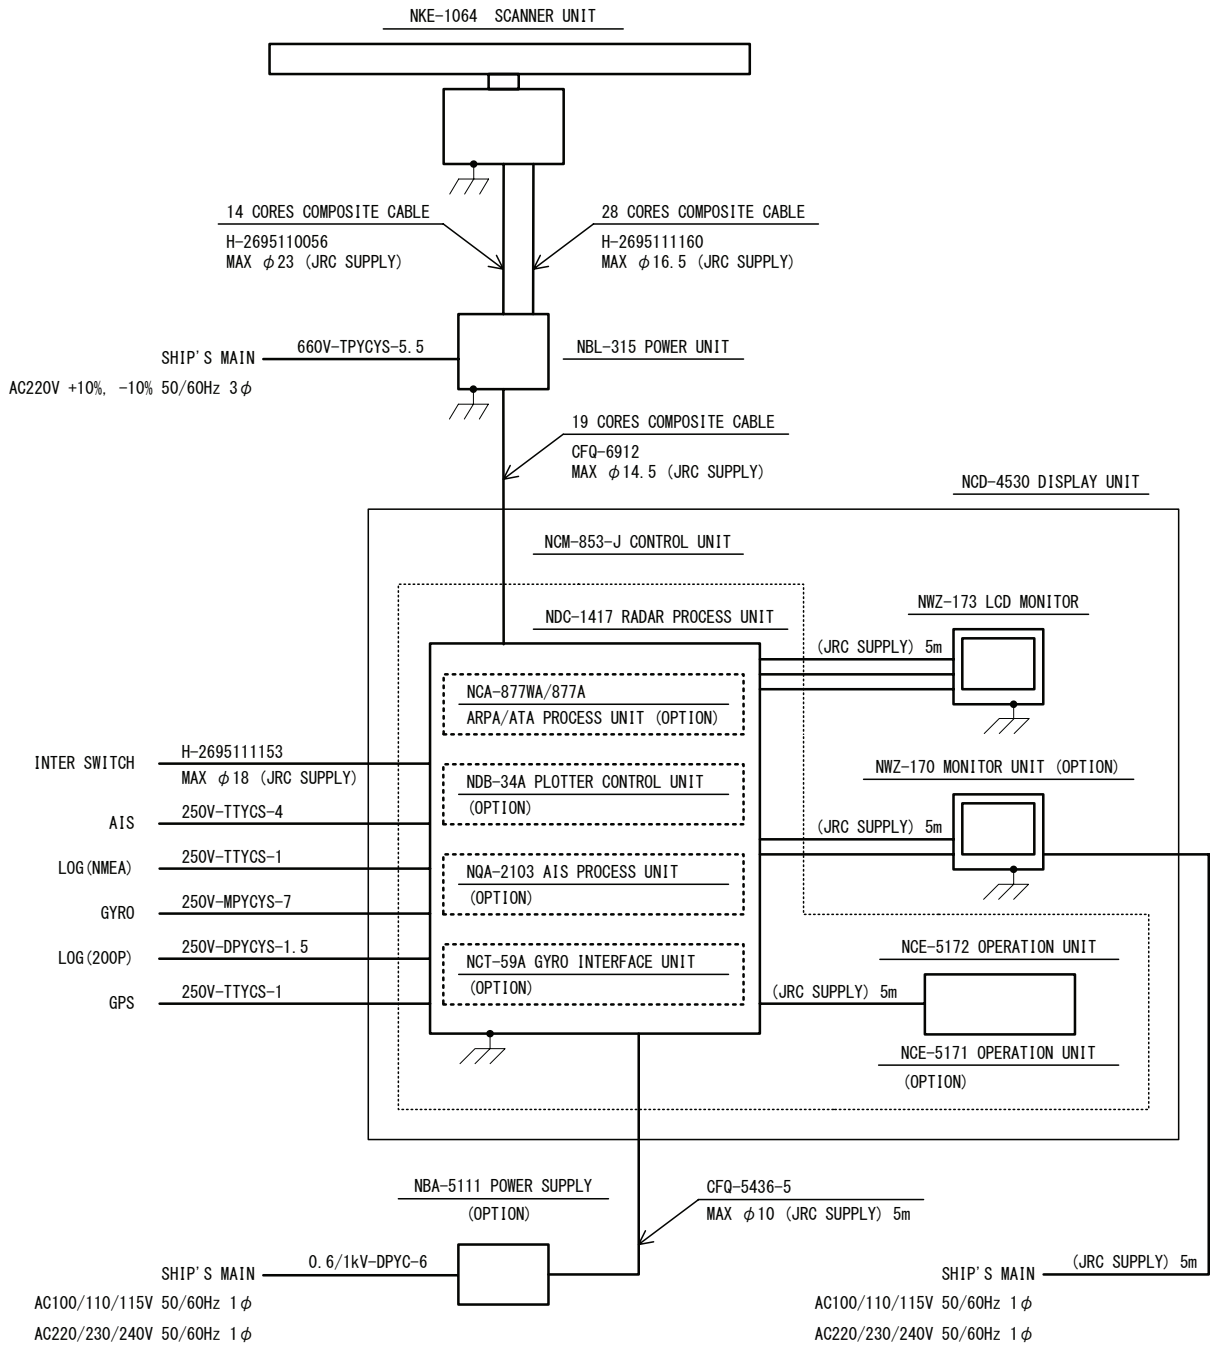 NKE-1064 SCANNER UNIT
14 CORES COMPOSITE CABLE
H-2695110056
MAX φ23 (JRC SUPPLY)
28 CORES COMPOSITE CABLE
H-2695111160
MAX φ16.5 (JRC SUPPLY)
660V-TPYCYS-5.5
SHIP'S MAIN
AC220V +10%, -10% 50/60Hz 3φ
NBL-315 POWER UNIT
19 CORES COMPOSITE CABLE
CFQ-6912
MAX φ14.5 (JRC SUPPLY)
NCD-4530 DISPLAY UNIT
NCM-853-J CONTROL UNIT
NDC-1417 RADAR PROCESS UNIT
NWZ-173 LCD MONITOR
(JRC SUPPLY) 5m
NCA-877WA/877A
ARPA/ATA PROCESS UNIT (OPTION)
INTER SWITCH
H-2695111153
MAX φ18 (JRC SUPPLY)
NDB-34A PLOTTER CONTROL UNIT
(OPTION)
NWZ-170 MONITOR UNIT (OPTION)
(JRC SUPPLY) 5m
AIS
250V-TTYCS-4
LOG(NMEA)
250V-TTYCS-1
NQA-2103 AIS PROCESS UNIT
(OPTION)
GYRO
250V-MPYCYS-7
LOG(200P)
250V-DPYCYS-1.5
NCT-59A GYRO INTERFACE UNIT
(OPTION)
GPS
250V-TTYCS-1
NCE-5172 OPERATION UNIT
(JRC SUPPLY) 5m
NCE-5171 OPERATION UNIT
(OPTION)
NBA-5111 POWER SUPPLY
(OPTION)
CFQ-5436-5
MAX φ10 (JRC SUPPLY) 5m
0.6/1kV-DPYC-6
SHIP'S MAIN
AC100/110/115V 50/60Hz 1φ
AC220/230/240V 50/60Hz 1φ
(JRC SUPPLY) 5m
SHIP'S MAIN
AC100/110/115V 50/60Hz 1φ
AC220/230/240V 50/60Hz 1φ